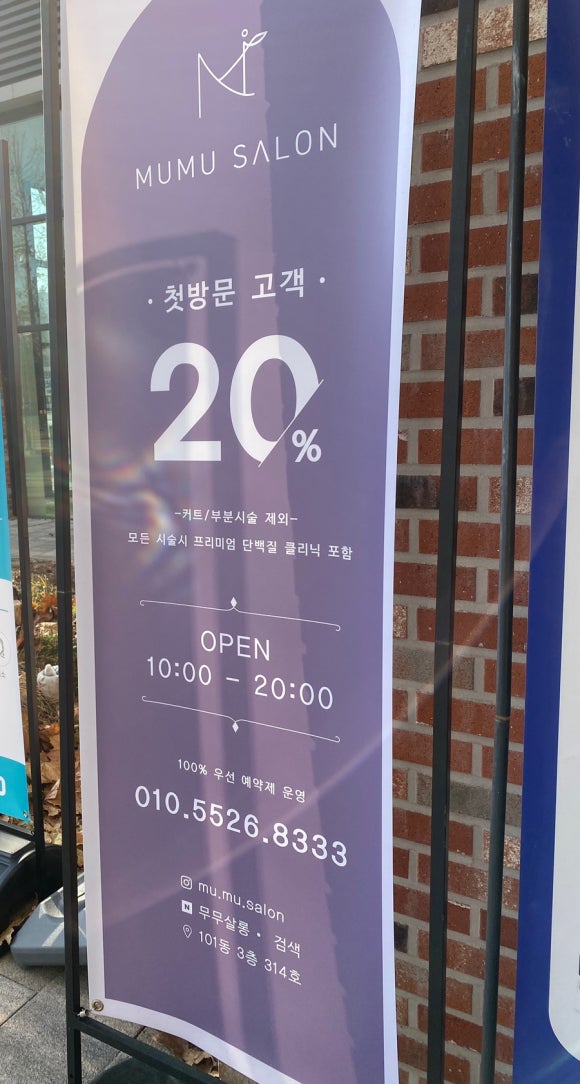 MUMU SALON
· 첫방문 고객 ·
20%
-커트/부분시술 제외-
모든 시술시 프리미엄 단백질 클리닉 포함
OPEN
10:00 - 20:00
100% 우선 예약제 운영
010.5526.8333
mu.mu.salon
N 무무살롱 • 검색
101동 3층 314호